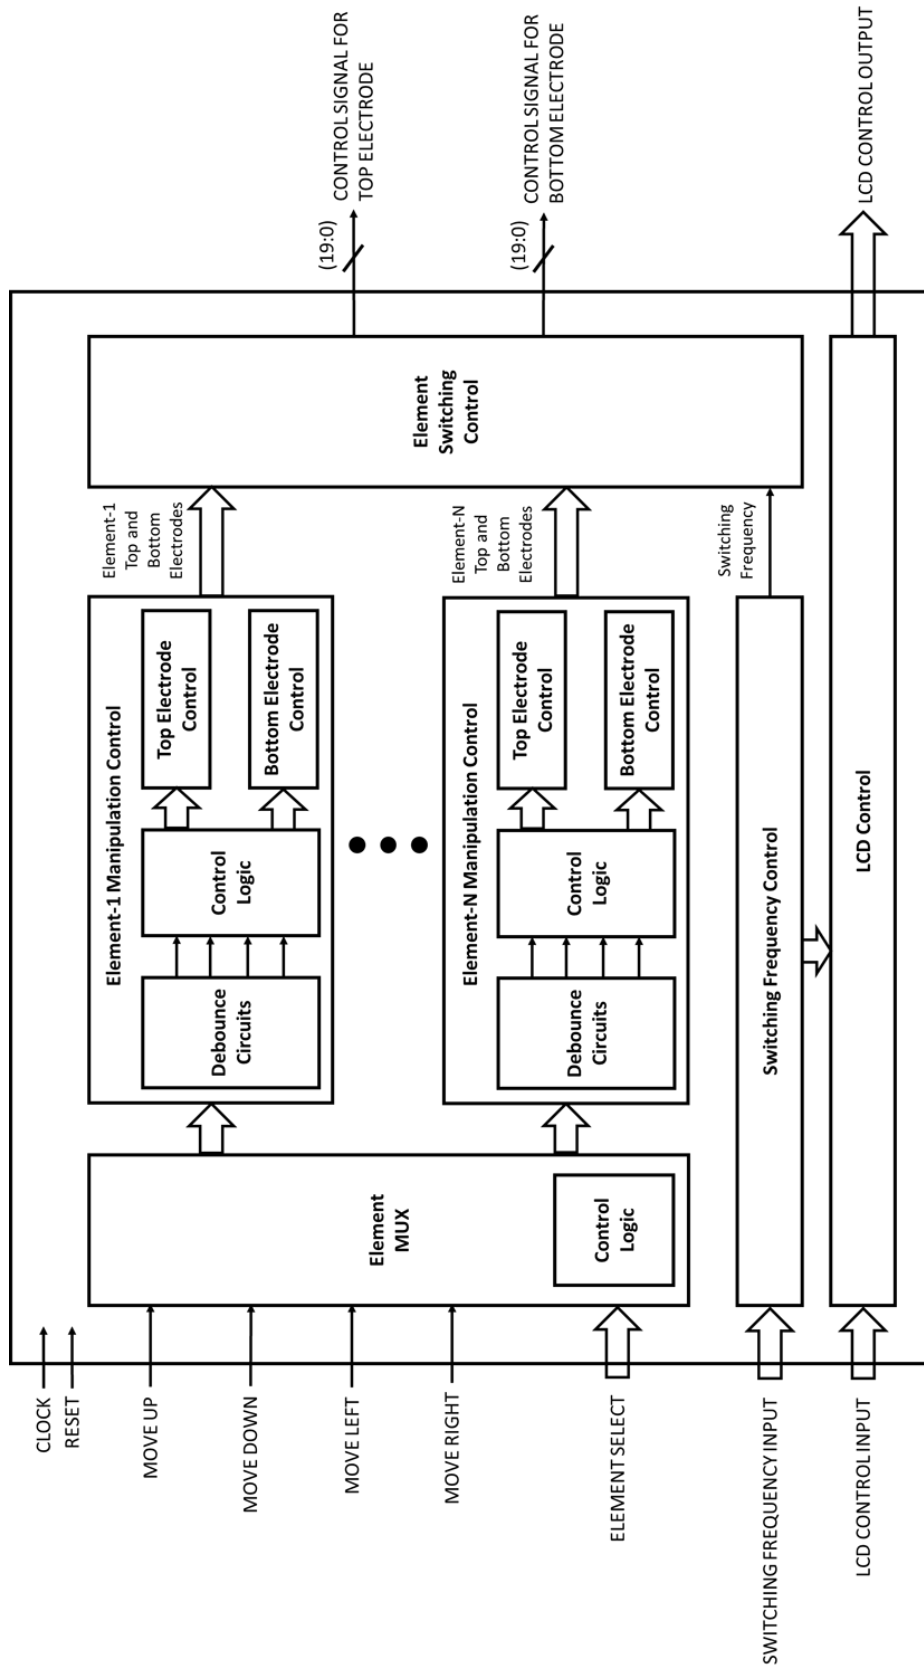 CLOCK
RESET
MOVE UP
MOVE DOWN
MOVE LEFT
MOVE RIGHT
ELEMENT SELECT
SWITCHING FREQUENCY INPUT
LCD CONTROL INPUT
Element
MUX
Control
Logic
Element-1 Manipulation Control
Debounce
Circuits
Control
Logic
Top Electrode
Control
Bottom Electrode
Control
Element-N Manipulation Control
Debounce
Circuits
Control
Logic
Top Electrode
Control
Bottom Electrode
Control
Switching Frequency Control
LCD Control
Element-1
Top and
Bottom
Electrodes
Element-N
Top and
Bottom
Electrodes
Switching
Frequency
Element
Switching
Control
(19:0)
CONTROL SIGNAL FOR
TOP ELECTRODE
(19:0)
CONTROL SIGNAL FOR
BOTTOM ELECTRODE
LCD CONTROL OUTPUT